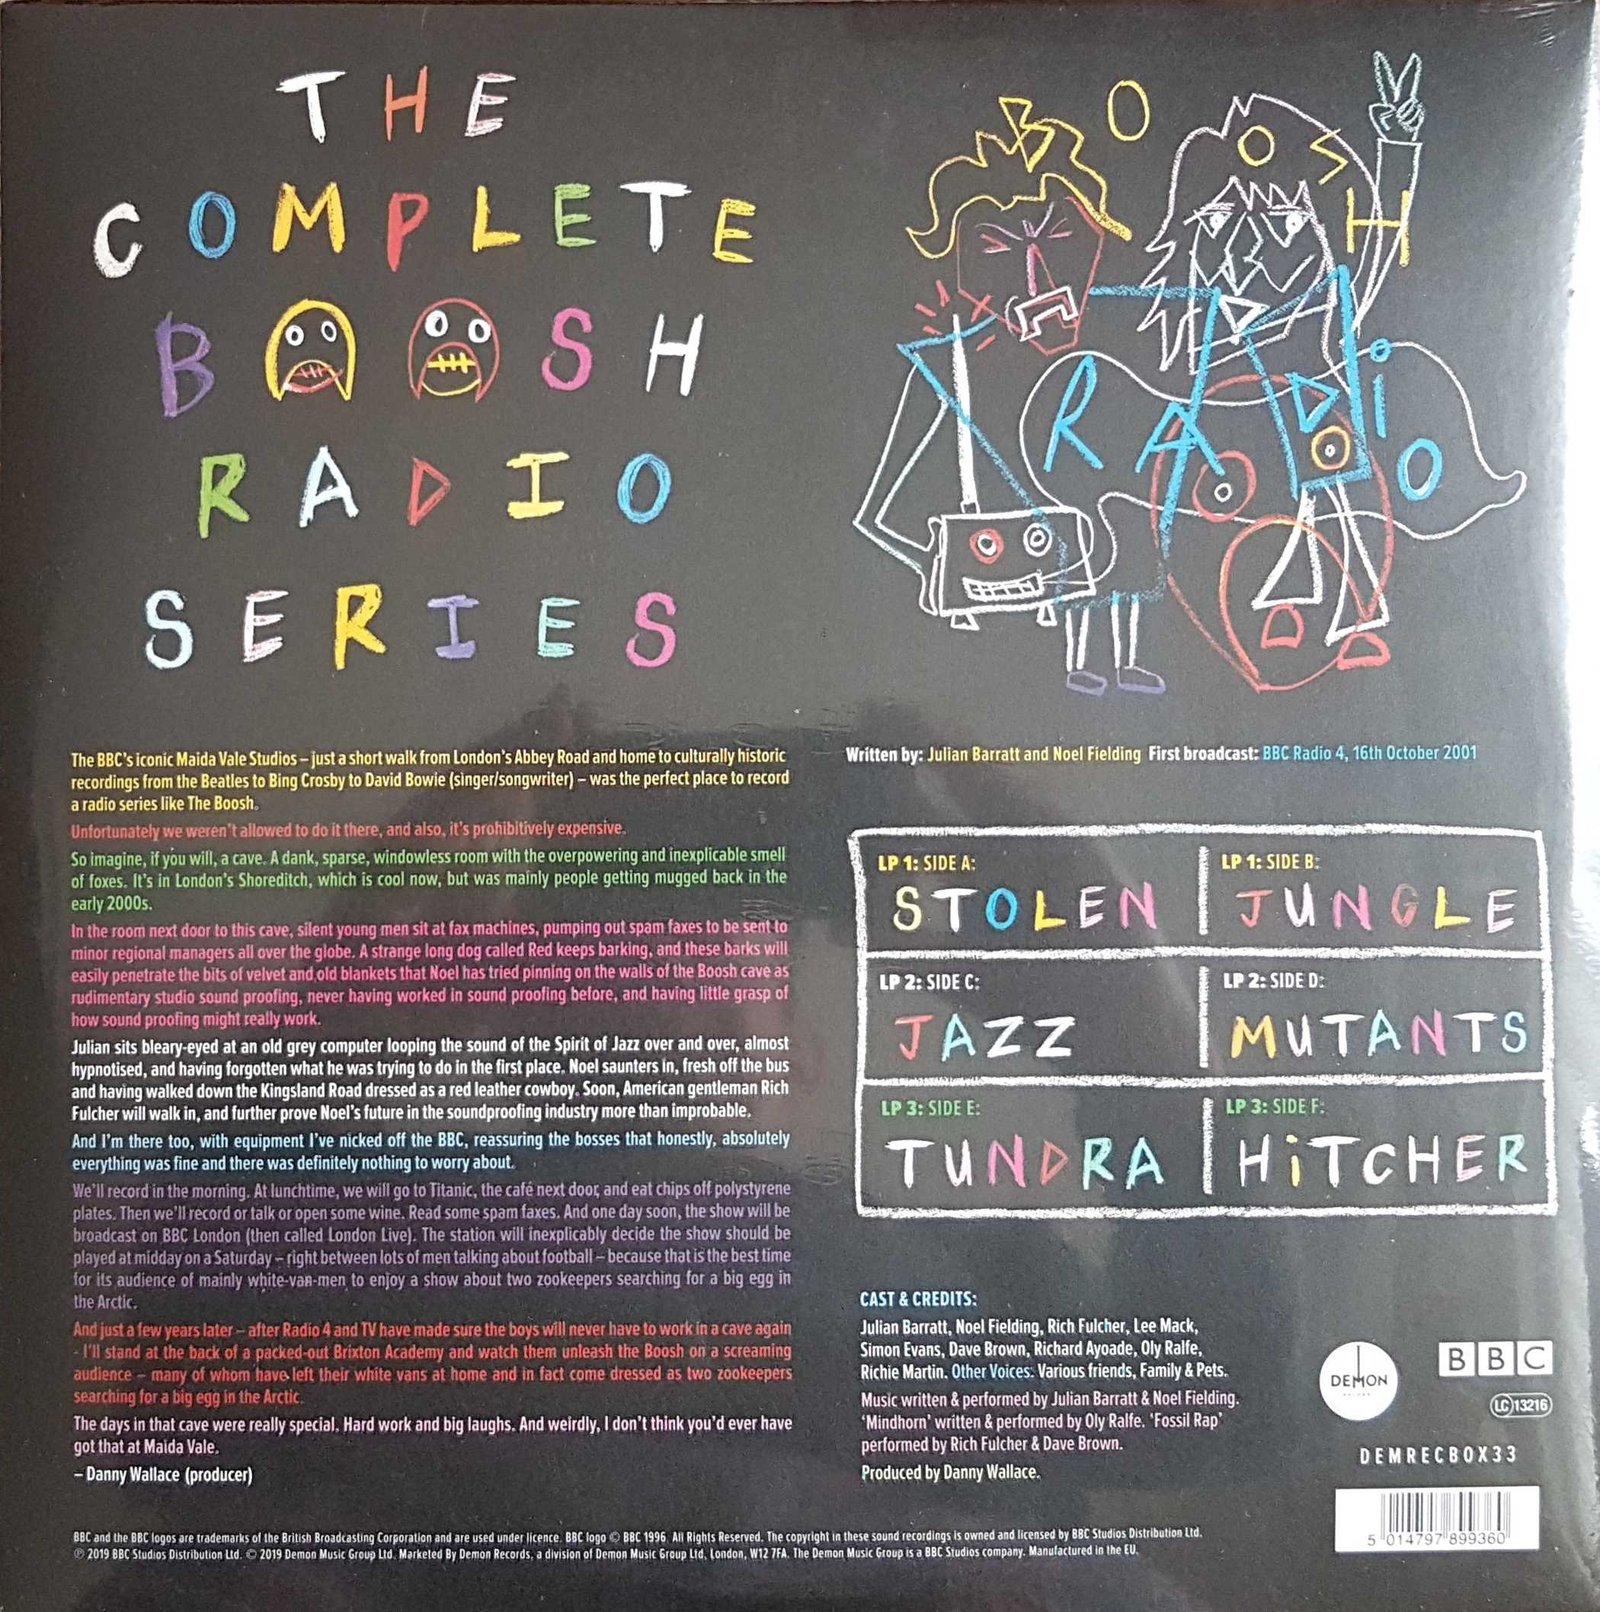 THE
COMPLETE
BOOSH
RADIO
SERIES
BOOSH
RADiO
The BBC's iconic Maida Vale Studios – just a short walk from London's Abbey Road and home to culturally historic
recordings from the Beatles to Bing Crosby to David Bowie (singer/songwriter) – was the perfect place to record
a radio series like The Boosh.
Unfortunately we weren't allowed to do it there, and also, it's prohibitively expensive.
So imagine, if you will, a cave. A dank, sparse, windowless room with the overpowering and inexplicable smell
of foxes. It's in London's Shoreditch, which is cool now, but was mainly people getting mugged back in the
early 2000s.
In the room next door to this cave, silent young men sit at fax machines, pumping out spam faxes to be sent to
minor regional managers all over the globe. A strange long dog called Red keeps barking, and these barks will
easily penetrate the bits of velvet and old blankets that Noel has tried pinning on the walls of the Boosh cave as
rudimentary studio sound proofing, never having worked in sound proofing before, and having little grasp of
how sound proofing might really work.
Julian sits bleary-eyed at an old grey computer looping the sound of the Spirit of Jazz over and over, almost
hypnotised, and having forgotten what he was trying to do in the first place. Noel saunters in, fresh off the bus
and having walked down the Kingsland Road dressed as a red leather cowboy. Soon, American gentleman Rich
Fulcher will walk in, and further prove Noel's future in the soundproofing industry more than improbable.
And I'm there too, with equipment I've nicked off the BBC, reassuring the bosses that honestly, absolutely
everything was fine and there was definitely nothing to worry about.
We'll record in the morning. At lunchtime, we will go to Titanic, the café next door, and eat chips off polystyrene
plates. Then we'll record or talk or open some wine. Read some spam faxes. And one day soon, the show will be
broadcast on BBC London (then called London Live). The station will inexplicably decide the show should be
played at midday on a Saturday – right between lots of men talking about football – because that is the best time
for its audience of mainly white-van-men to enjoy a show about two zookeepers searching for a big egg in
the Arctic.
And just a few years later – after Radio 4 and TV have made sure the boys will never have to work in a cave again
- I'll stand at the back of a packed-out Brixton Academy and watch them unleash the Boosh on a screaming
audience – many of whom have left their white vans at home and in fact come dressed as two zookeepers
searching for a big egg in the Arctic.
The days in that cave were really special. Hard work and big laughs. And weirdly, I don't think you'd ever have
got that at Maida Vale.
– Danny Wallace (producer)
Written by: Julian Barratt and Noel Fielding First broadcast: BBC Radio 4, 16th October 2001
LP 1: SIDE A:
STOLEN
LP 1: SIDE B:
JUNGLE
LP 2: SIDE C:
JAZZ
LP 2: SIDE D:
MUTANTS
LP 3: SIDE E:
TUNDRA
LP 3: SIDE F:
HiTCHER
CAST & CREDITS:
Julian Barratt, Noel Fielding, Rich Fulcher, Lee Mack,
Simon Evans, Dave Brown, Richard Ayoade, Oly Ralfe,
Richie Martin. Other Voices: Various friends, Family & Pets.
Music written & performed by Julian Barratt & Noel Fielding.
'Mindhorn' written & performed by Oly Ralfe. 'Fossil Rap'
performed by Rich Fulcher & Dave Brown.
Produced by Danny Wallace.
DEMON
BBC
LC 13216
DEMRECBOX33
5 014797 899360
BBC and the BBC logos are trademarks of the British Broadcasting Corporation and are used under licence. BBC logo © BBC 1996. All Rights Reserved. The copyright in these sound recordings is owned and licensed by BBC Studios Distribution Ltd.
℗ 2019 BBC Studios Distribution Ltd. © 2019 Demon Music Group Ltd. Marketed By Demon Records, a division of Demon Music Group Ltd, London, W12 7FA. The Demon Music Group is a BBC Studios company. Manufactured in the EU.